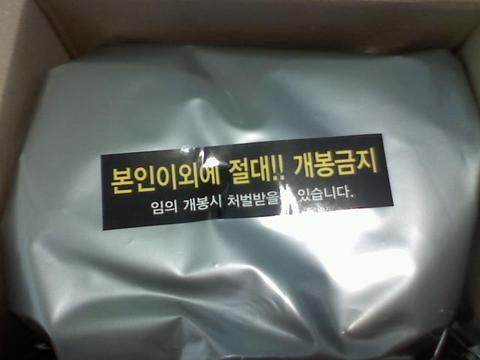 본인이외에 절대!! 개봉금지
임의 개봉시 처벌받을 수 있습니다.